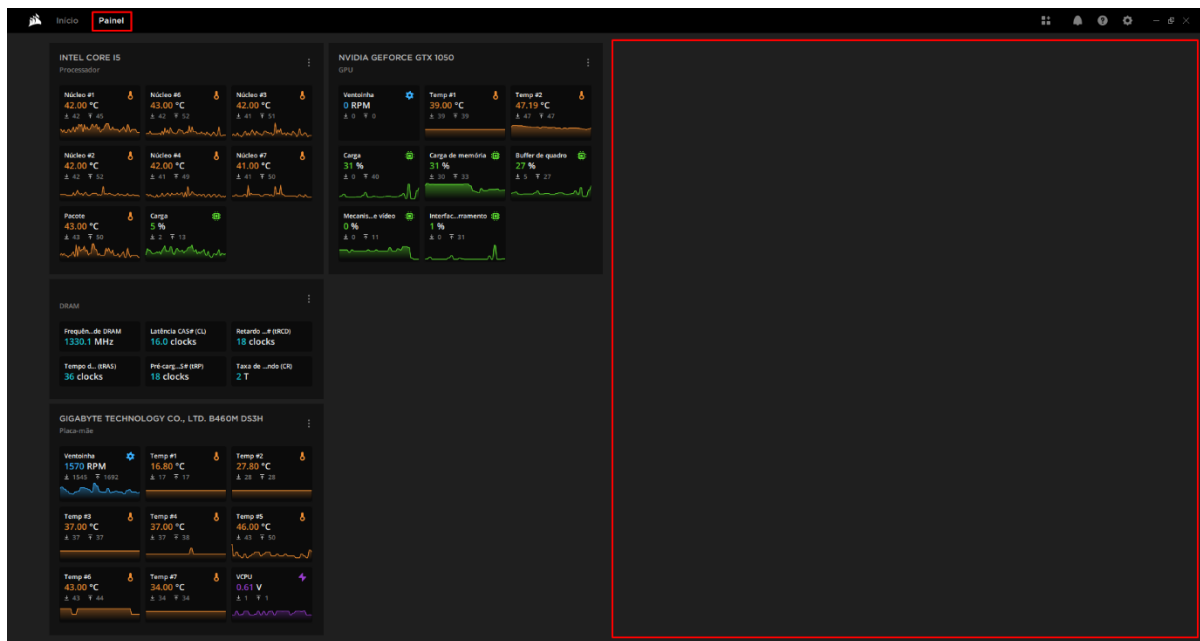 Início Painel
INTEL CORE I5
Processador
Núcleo #1 Núcleo #6 Núcleo #3
42.00 °C 43.00 °C 42.00 °C
42 45 42 52 41 51
Núcleo #2 Núcleo #4 Núcleo #7
42.00 °C 42.00 °C 41.00 °C
42 52 41 49 41 50
Pacote Carga
43.00 °C 5 %
43 50 2 13
NVIDIA GEFORCE GTX 1050
GPU
Ventoinha Temp #1 Temp #2
0 RPM 39.00 °C 47.19 °C
0 0 39 39 47 47
Carga Carga de memória Buffer de quadro
31 % 31 % 27 %
0 40 30 33 5 27
Mecanis...e vídeo Interfac...rramento
0 % 1 %
0 11 0 31
DRAM
Frequên...de DRAM Latência CAS# (CL) Retardo ...# (tRCD)
1330.1 MHz 16.0 clocks 18 clocks
Tempo d... (tRAS) Pré-carg...S# (tRP) Taxa de ...ndo (CR)
36 clocks 18 clocks 2 T
GIGABYTE TECHNOLOGY CO., LTD. B460M DS3H
Placa-mãe
Ventoinha Temp #1 Temp #2
1570 RPM 16.80 °C 27.80 °C
1545 1692 17 17 28 28
Temp #3 Temp #4 Temp #5
37.00 °C 37.00 °C 46.00 °C
37 37 37 38 43 50
Temp #6 Temp #7 VCPU
43.00 °C 34.00 °C 0.61 V
43 44 34 34 1 1